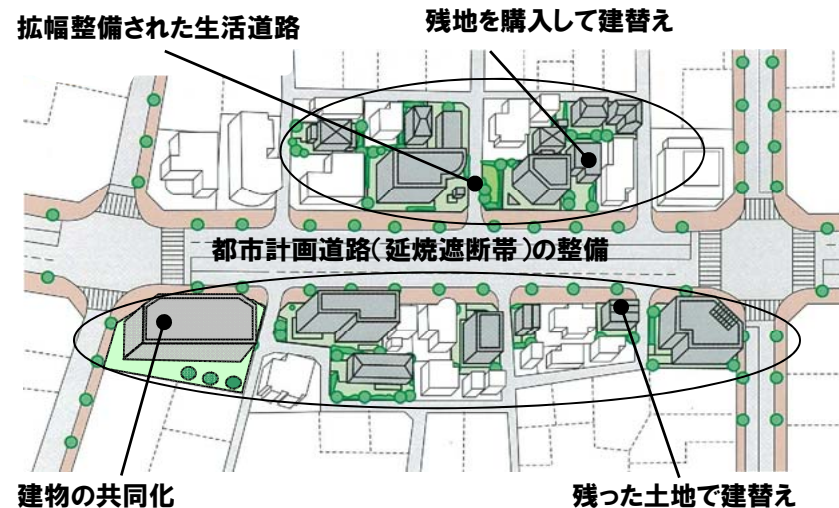 拡幅整備された生活道路
残地を購入して建替え
都市計画道路(延焼遮断帯)の整備
建物の共同化
残った土地で建替え